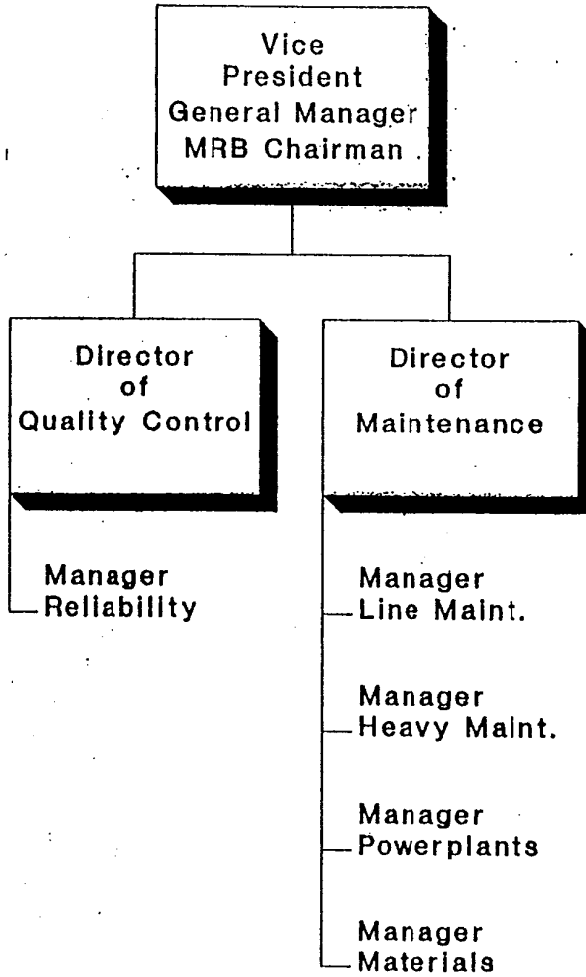 Vice
President
General Manager
MRB Chairman
Director
of
Quality Control
Director
of
Maintenance
Manager
Reliability
Manager
Line Maint.
Manager
Heavy Maint.
Manager
Powerplants
Manager
Materials